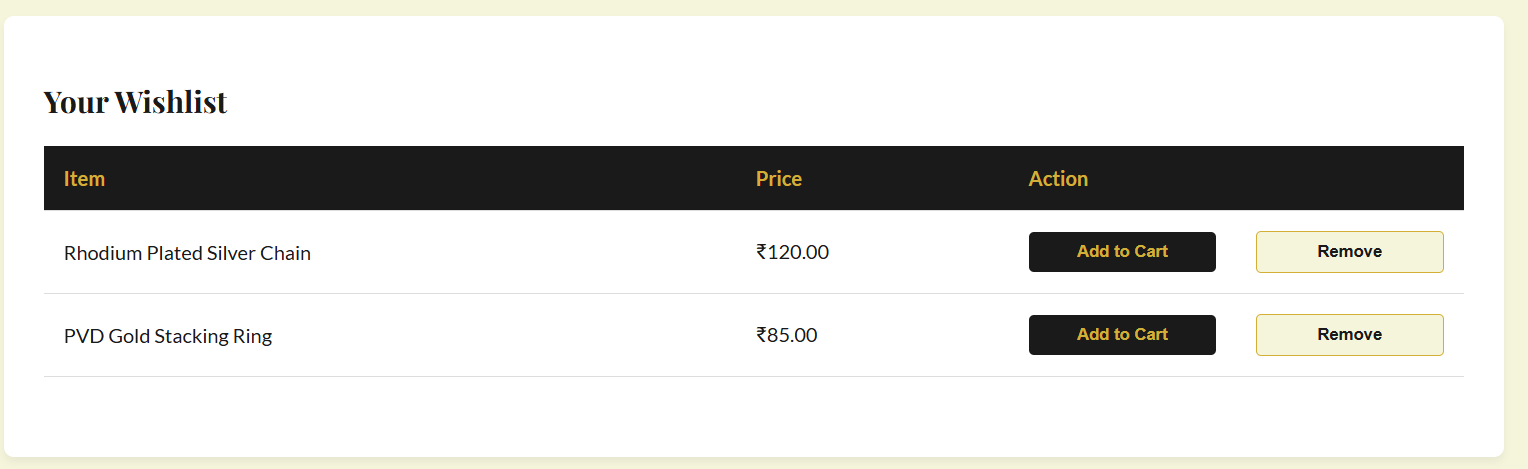 Your Wishlist
Item Price Action
Rhodium Plated Silver Chain ₹120.00 Add to Cart Remove
PVD Gold Stacking Ring ₹85.00 Add to Cart Remove